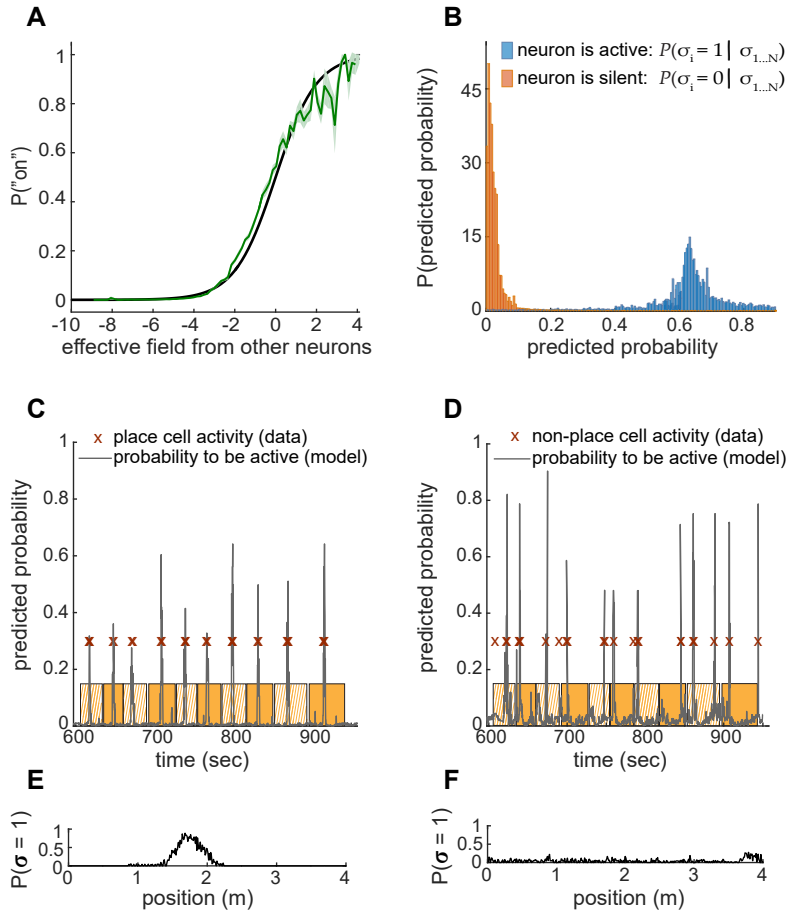 A
P("on")
1
0.8
0.6
0.4
0.2
0
-10 -8 -6 -4 -2 0 2 4
effective field from other neurons
B
neuron is active: P(σi = 1 | σ1...N)
neuron is silent: P(σi = 0 | σ1...N)
P(predicted probability)
45
30
15
0
0 0.2 0.4 0.6 0.8
predicted probability
C
x place cell activity (data)
probability to be active (model)
predicted probability
1
0.8
0.6
0.4
0.2
0
600 700 800 900
time (sec)
D
x non-place cell activity (data)
probability to be active (model)
predicted probability
1
0.8
0.6
0.4
0.2
0
600 700 800 900
time (sec)
E
P(σ = 1)
1
0.5
0
0 1 2 3 4
position (m)
F
P(σ = 1)
1
0.5
0
0 1 2 3 4
position (m)